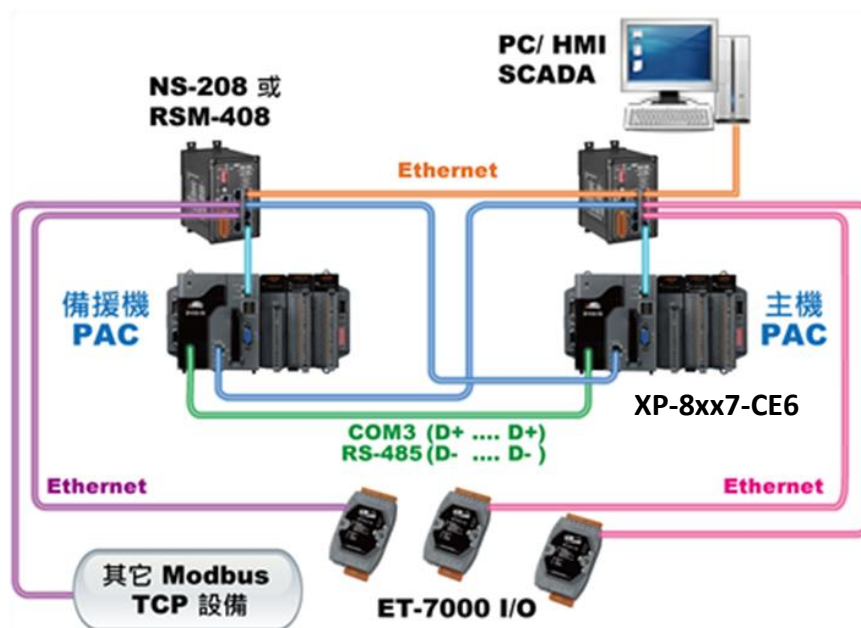 PC/ HMI
SCADA
NS-208 或
RSM-408
Ethernet
備援機
PAC
主機
PAC
XP-8xx7-CE6
COM3 (D+ .... D+)
RS-485 (D- .... D- )
Ethernet
Ethernet
其它 Modbus
TCP 設備
ET-7000 I/O